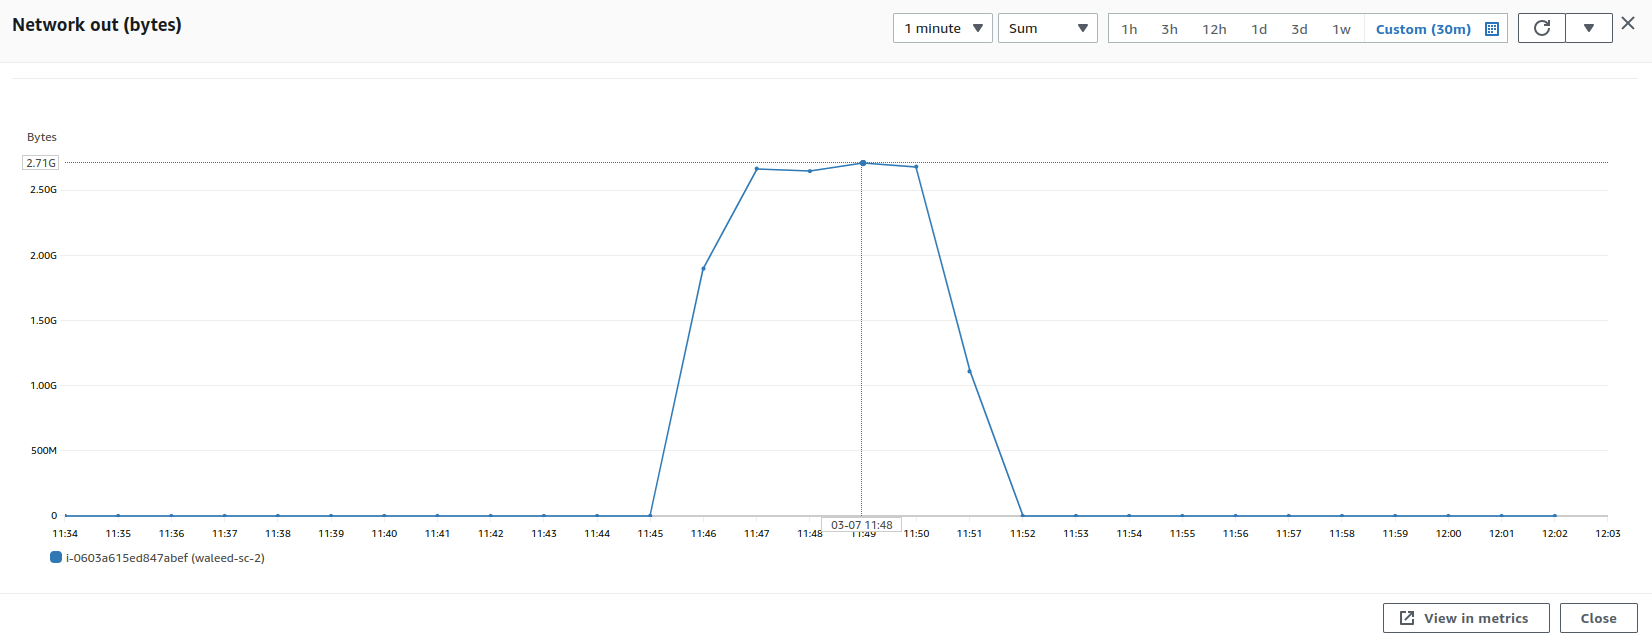 Network out (bytes)
1 minute
Sum
1h 3h 12h 1d 3d 1w Custom (30m)
Bytes
2.71G
2.50G
2.00G
1.50G
1.00G
500M
0
03-07 11:48
11:34 11:35 11:36 11:37 11:38 11:39 11:40 11:41 11:42 11:43 11:44 11:45 11:46 11:47 11:48 11:49 11:50 11:51 11:52 11:53 11:54 11:55 11:56 11:57 11:58 11:59 12:00 12:01 12:02 12:03
i-0603a615ed847abef (waleed-sc-2)
View in metrics
Close